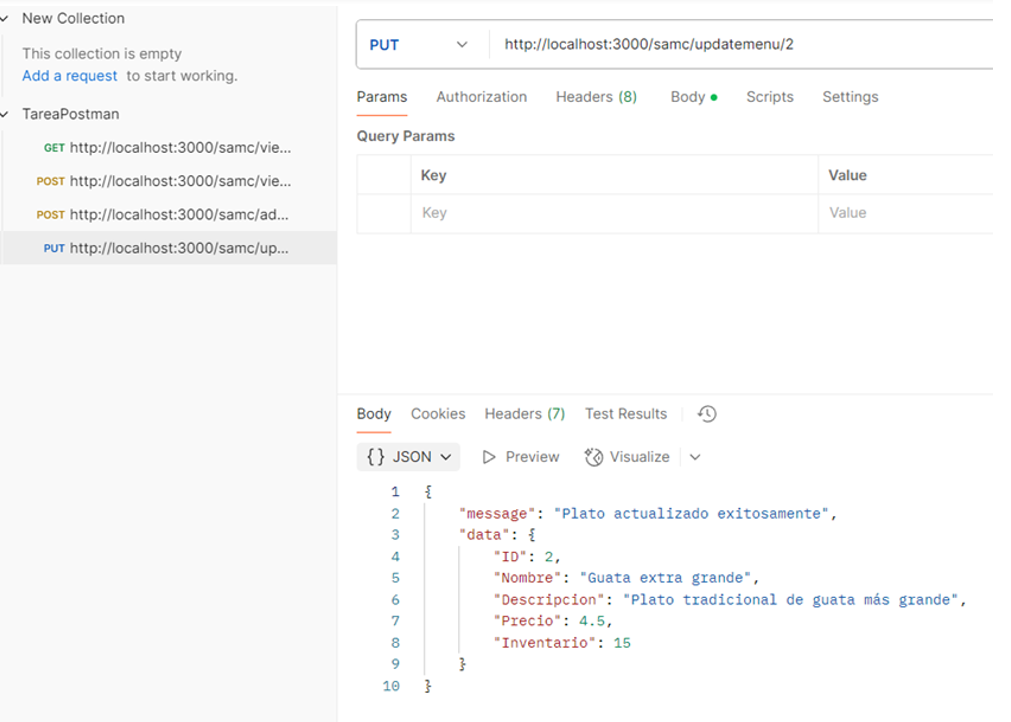 New Collection
This collection is empty
Add a request to start working.
TareaPostman
GET http://localhost:3000/samc/vie...
POST http://localhost:3000/samc/vie...
POST http://localhost:3000/samc/ad...
PUT http://localhost:3000/samc/up...
PUT http://localhost:3000/samc/updatemenu/2
Params Authorization Headers (8) Body Scripts Settings
Query Params
Key Value
Key Value
Body Cookies Headers (7) Test Results
{} JSON Preview Visualize
1 {
2 "message": "Plato actualizado exitosamente",
3 "data": {
4 "ID": 2,
5 "Nombre": "Guata extra grande",
6 "Descripcion": "Plato tradicional de guata más grande",
7 "Precio": 4.5,
8 "Inventario": 15
9 }
10 }